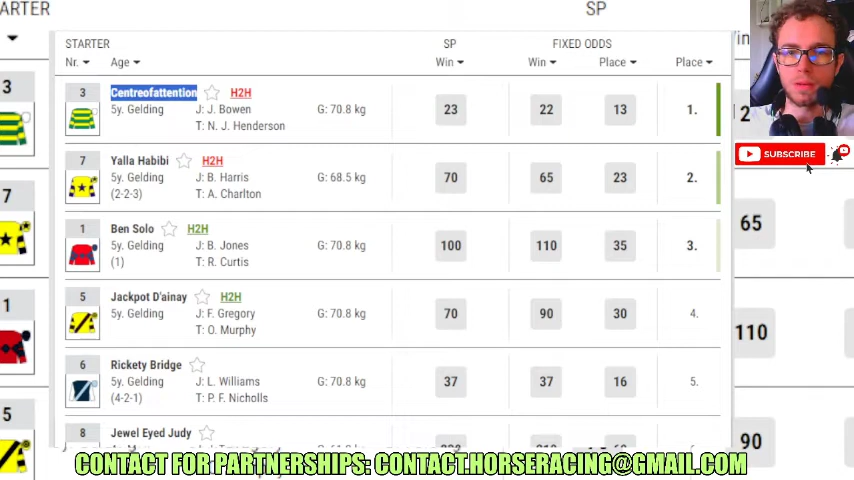 ARTER
SP
STARTER
SP
FIXED ODDS
Nr.
Age
Win
Win
Place
Place
in
3
3
Centreofattention
H2H
5y. Gelding
J: J. Bowen
T: N. J. Henderson
G: 70.8 kg
23
22
13
1.
2
SUBSCRIBE
7
7
Yalla Habibi
H2H
5y. Gelding
(2-2-3)
J: B. Harris
T: A. Charlton
G: 68.5 kg
70
65
23
2.
65
1
1
Ben Solo
H2H
5y. Gelding
(1)
J: B. Jones
T: R. Curtis
G: 70.8 kg
100
110
35
3.
110
5
5
Jackpot D'ainay
H2H
5y. Gelding
J: F. Gregory
T: O. Murphy
G: 70.8 kg
70
90
30
4.
90
6
Rickety Bridge
5y. Gelding
(4-2-1)
J: L. Williams
T: P. F. Nicholls
G: 70.8 kg
37
37
16
5.
8
Jewel Eyed Judy
CONTACT FOR PARTNERSHIPS: CONTACT.HORSERACING@GMAIL.COM